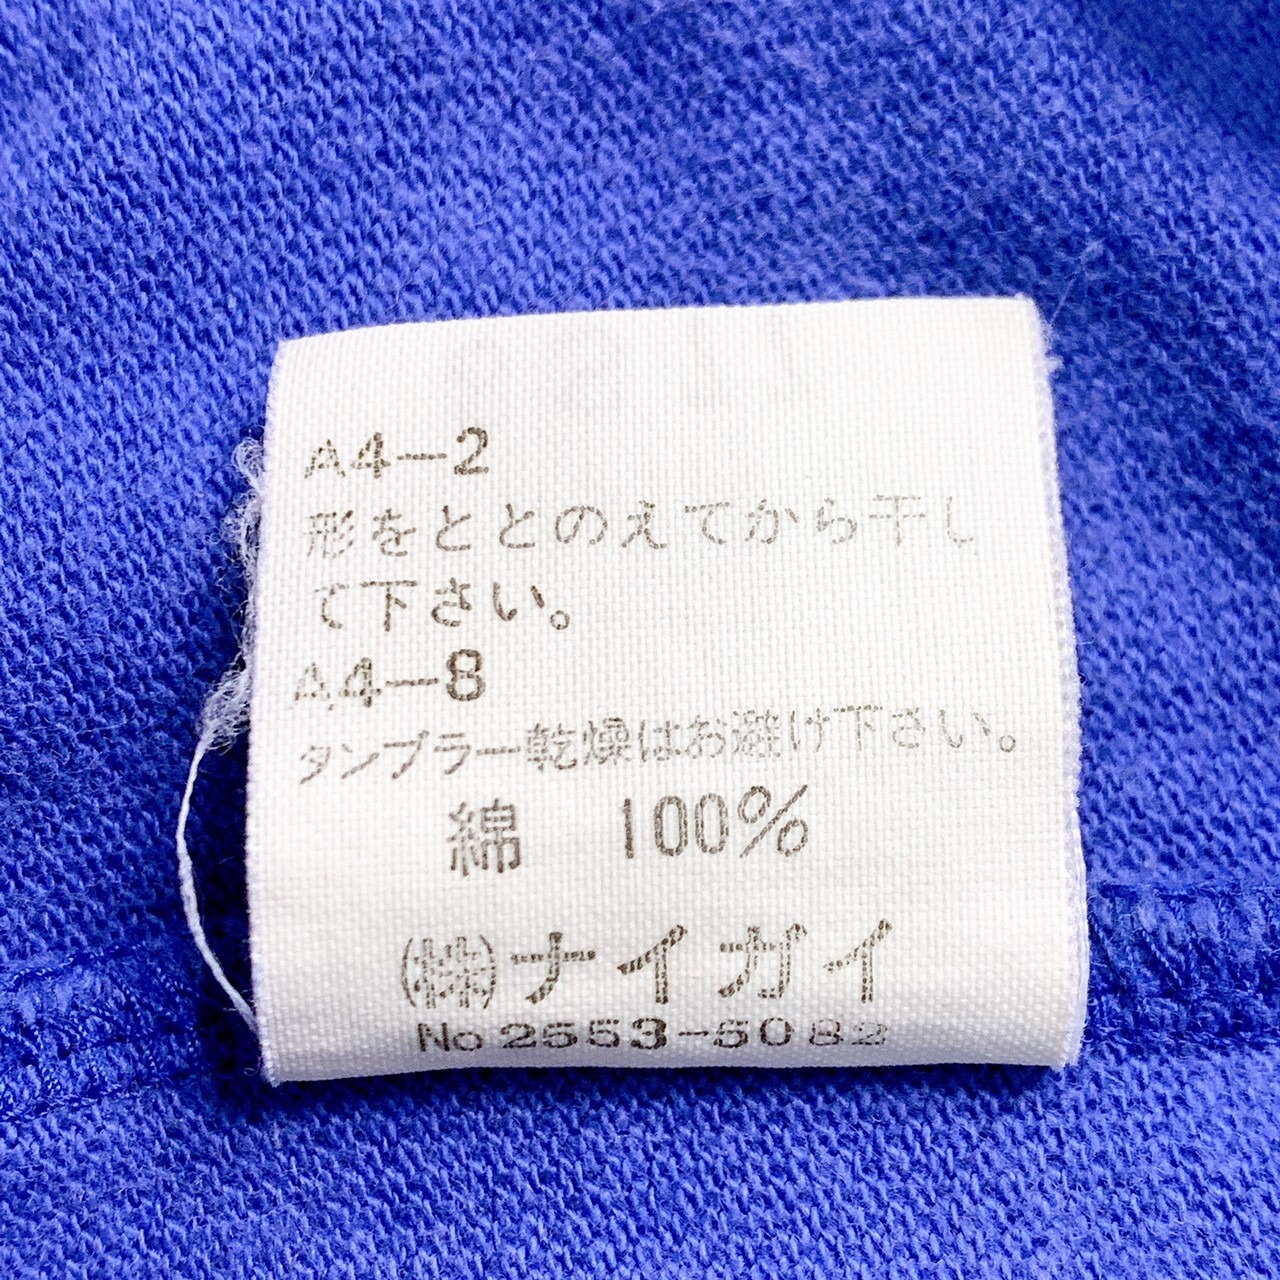 A4-2
形をととのえてから干し
て下さい。
A4-8
タンブラー乾燥はお避け下さい。
綿 100%
(株)ナイガイ
No 2553-5082